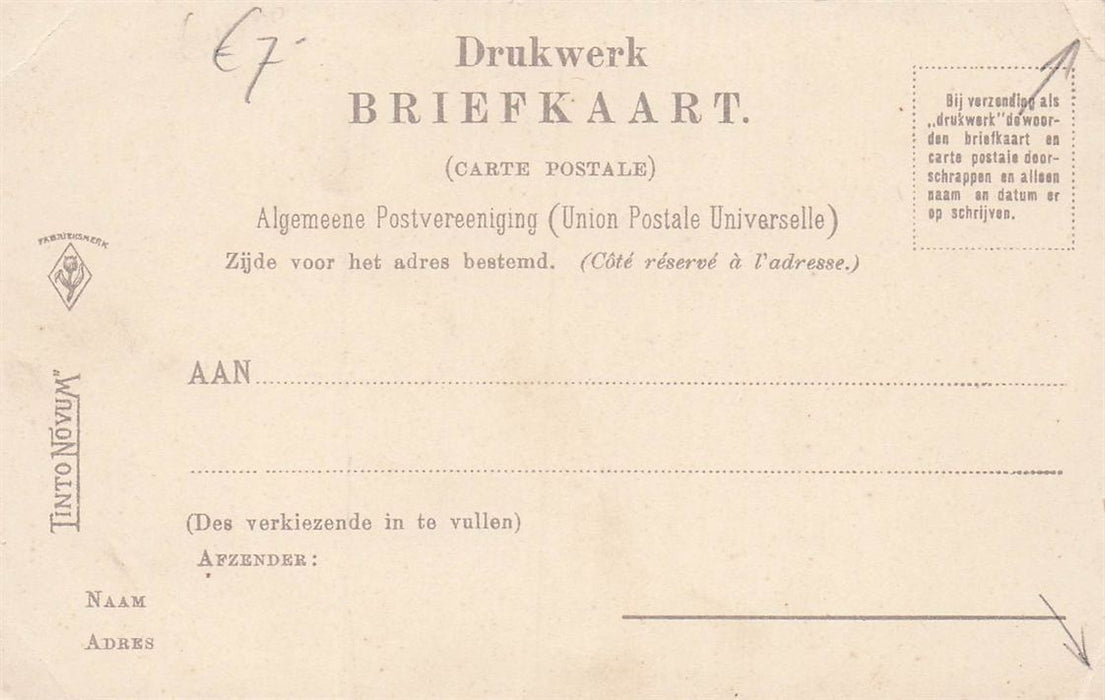 €7-
Drukwerk
BRIEFKAART.
(CARTE POSTALE)
Algemeene Postvereeniging (Union Postale Universelle)
Zijde voor het adres bestemd. (Côté réservé à l'adresse.)
Bij verzending als
„drukwerk" de woor-
den briefkaart en
carte postale door-
schrappen en alleen
naam en datum er
op schrijven.
FABRIEKSMERK
TINTO NOVUM"
AAN
(Des verkiezende in te vullen)
AFZENDER:
NAAM
ADRES